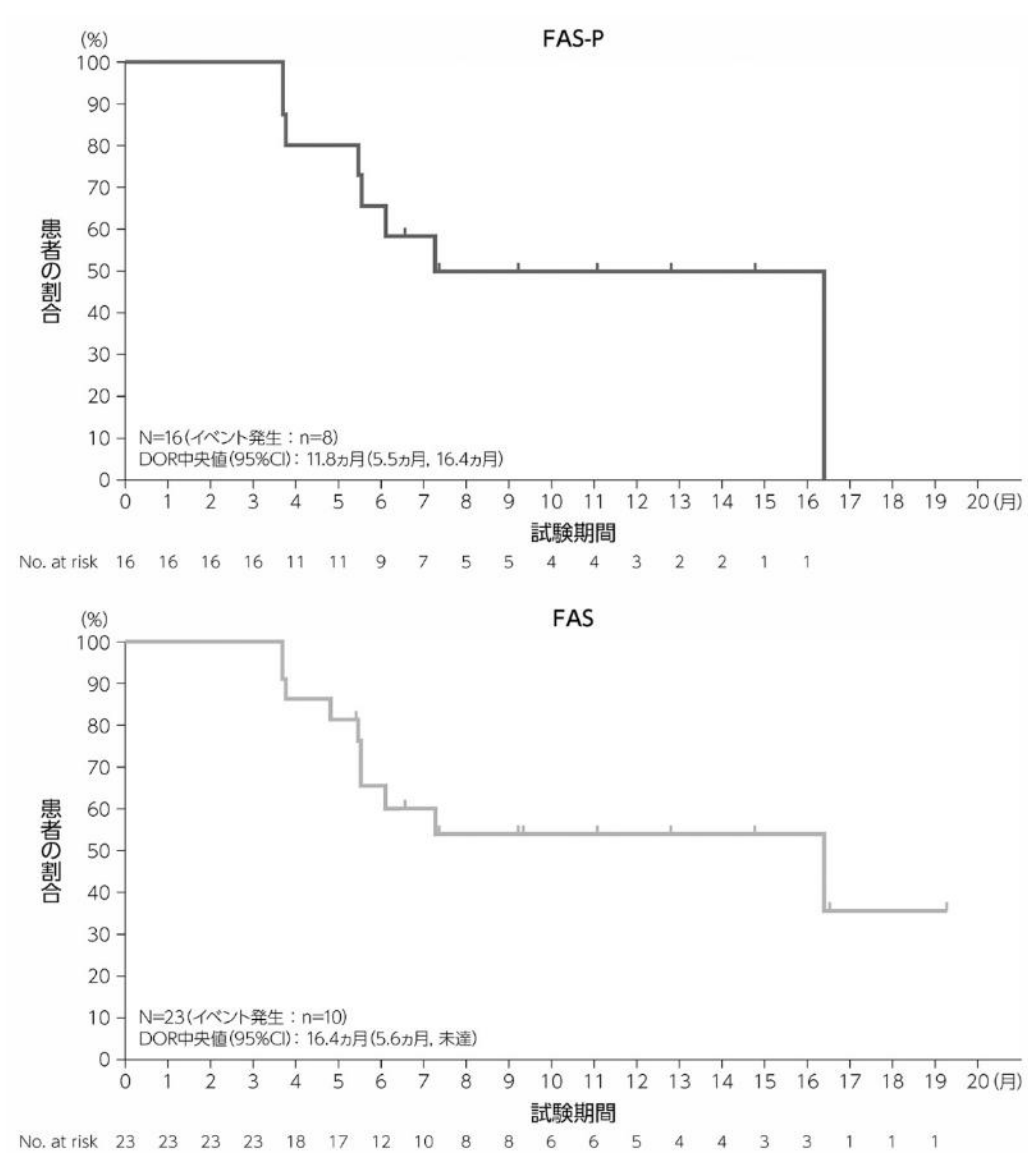 FAS-P
(%)
100
90
80
70
60
50
40
30
20
10
0
患者の割合
N=16(イベント発生:n=8)
DOR中央値(95%CI):11.8ヵ月(5.5ヵ月, 16.4ヵ月)
0 1 2 3 4 5 6 7 8 9 10 11 12 13 14 15 16 17 18 19 20(月)
試験期間
No. at risk 16 16 16 16 11 11 9 7 5 5 4 4 3 2 2 1 1
FAS
(%)
100
90
80
70
60
50
40
30
20
10
0
患者の割合
N=23(イベント発生:n=10)
DOR中央値(95%CI):16.4ヵ月(5.6ヵ月, 未達)
0 1 2 3 4 5 6 7 8 9 10 11 12 13 14 15 16 17 18 19 20(月)
試験期間
No. at risk 23 23 23 23 18 17 12 10 8 8 6 6 5 4 4 3 3 1 1 1